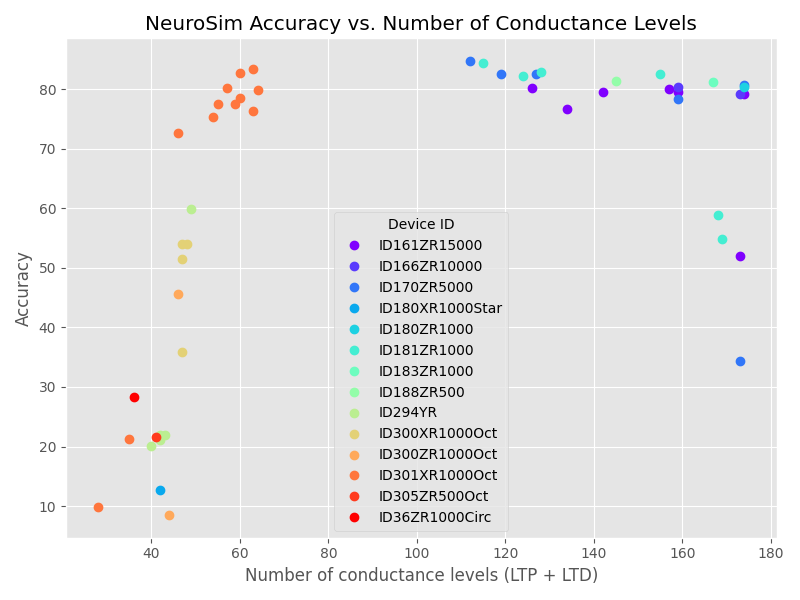 NeuroSim Accuracy vs. Number of Conductance Levels
Accuracy
80
70
60
50
40
30
20
10
Device ID
ID161ZR15000
ID166ZR10000
ID170ZR5000
ID180XR1000Star
ID180ZR1000
ID181ZR1000
ID183ZR1000
ID188ZR500
ID294YR
ID300XR1000Oct
ID300ZR1000Oct
ID301XR1000Oct
ID305ZR500Oct
ID36ZR1000Circ
40 60 80 100 120 140 160 180
Number of conductance levels (LTP + LTD)